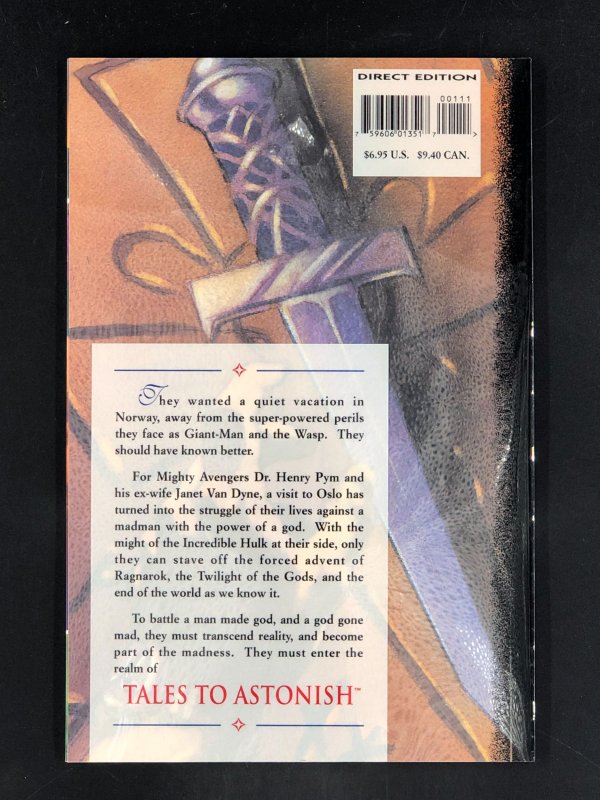 DIRECT EDITION
00111
7 59606 01351 7
$6.95 U.S. $9.40 CAN.
They wanted a quiet vacation in
Norway, away from the super-powered perils
they face as Giant-Man and the Wasp. They
should have known better.
For Mighty Avengers Dr. Henry Pym and
his ex-wife Janet Van Dyne, a visit to Oslo has
turned into the struggle of their lives against a
madman with the power of a god. With the
might of the Incredible Hulk at their side, only
they can stave off the forced advent of
Ragnarok, the Twilight of the Gods, and the
end of the world as we know it.
To battle a man made god, and a god gone
mad, they must transcend reality, and become
part of the madness. They must enter the
realm of
TALES TO ASTONISH™